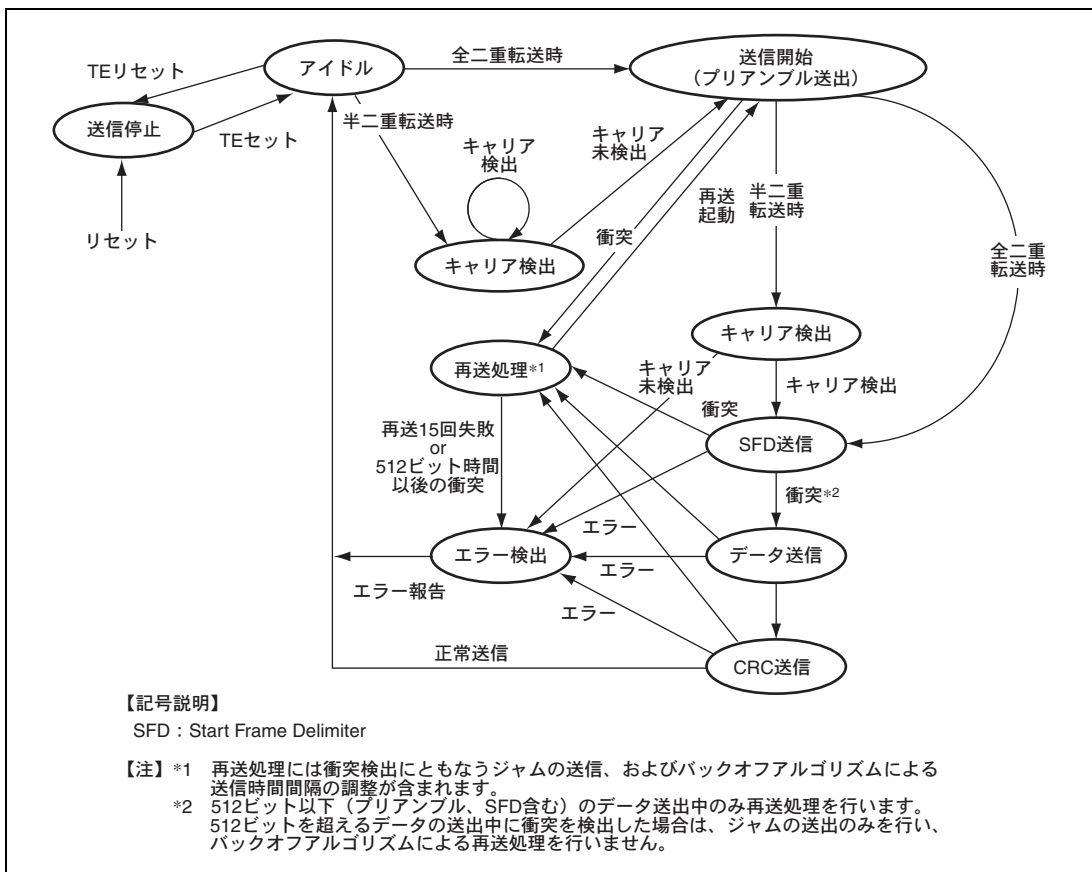 アイドル
全二重転送時
送信開始
（プリアンブル送出）
TEリセット
送信停止
TEセット
リセット
半二重転送時
キャリア
検出
キャリア検出
キャリア
未検出
衝突
再送
起動
半二重
転送時
全二重
転送時
キャリア検出
再送処理*1
キャリア
未検出
キャリア検出
衝突
SFD送信
再送15回失敗
or
512ビット時間
以後の衝突
衝突*2
エラー
エラー検出
エラー
データ送信
エラー報告
エラー
正常送信
CRC送信
【記号説明】
SFD：Start Frame Delimiter
【注】*1 再送処理には衝突検出にともなうジャムの送信、およびバックオフアルゴリズムによる
送信時間間隔の調整が含まれます。
*2 512ビット以下（プリアンブル、SFD含む）のデータ送出中のみ再送処理を行います。
512ビットを超えるデータの送出中に衝突を検出した場合は、ジャムの送出のみを行い、
バックオフアルゴリズムによる再送処理を行いません。